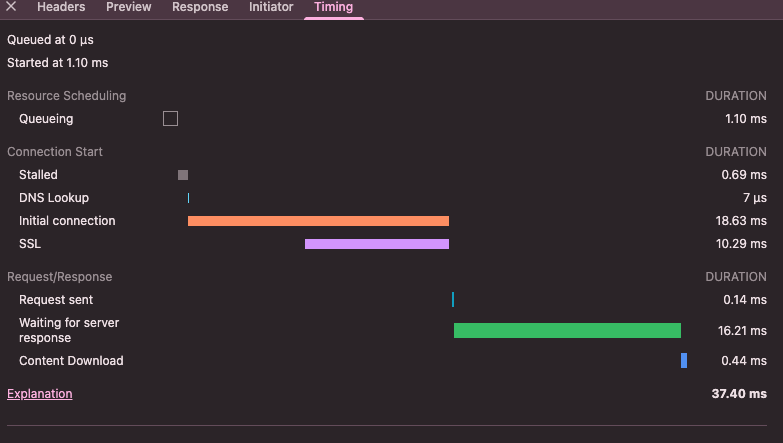 Headers Preview Response Initiator Timing
Queued at 0 μs
Started at 1.10 ms
Resource Scheduling DURATION
Queueing 1.10 ms
Connection Start DURATION
Stalled 0.69 ms
DNS Lookup 7 μs
Initial connection 18.63 ms
SSL 10.29 ms
Request/Response DURATION
Request sent 0.14 ms
Waiting for server
response 16.21 ms
Content Download 0.44 ms
Explanation 37.40 ms